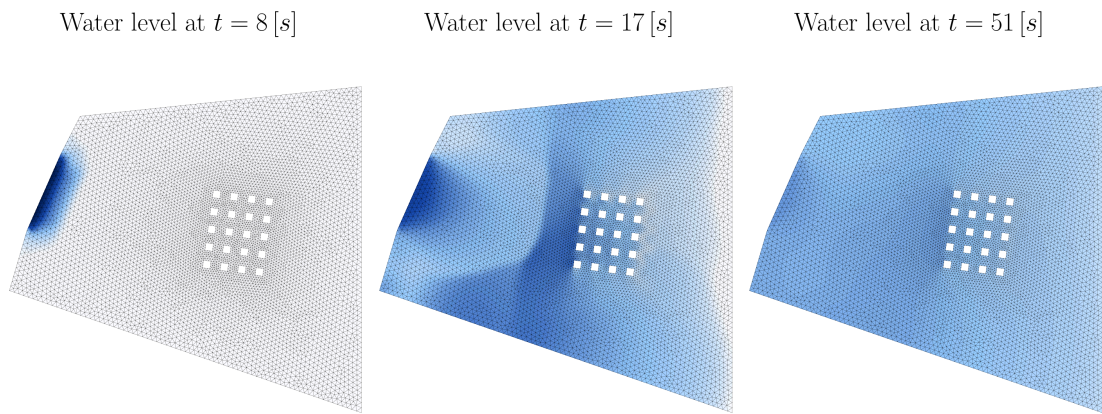 Water level at t = 8 [s]
Water level at t = 17 [s]
Water level at t = 51 [s]